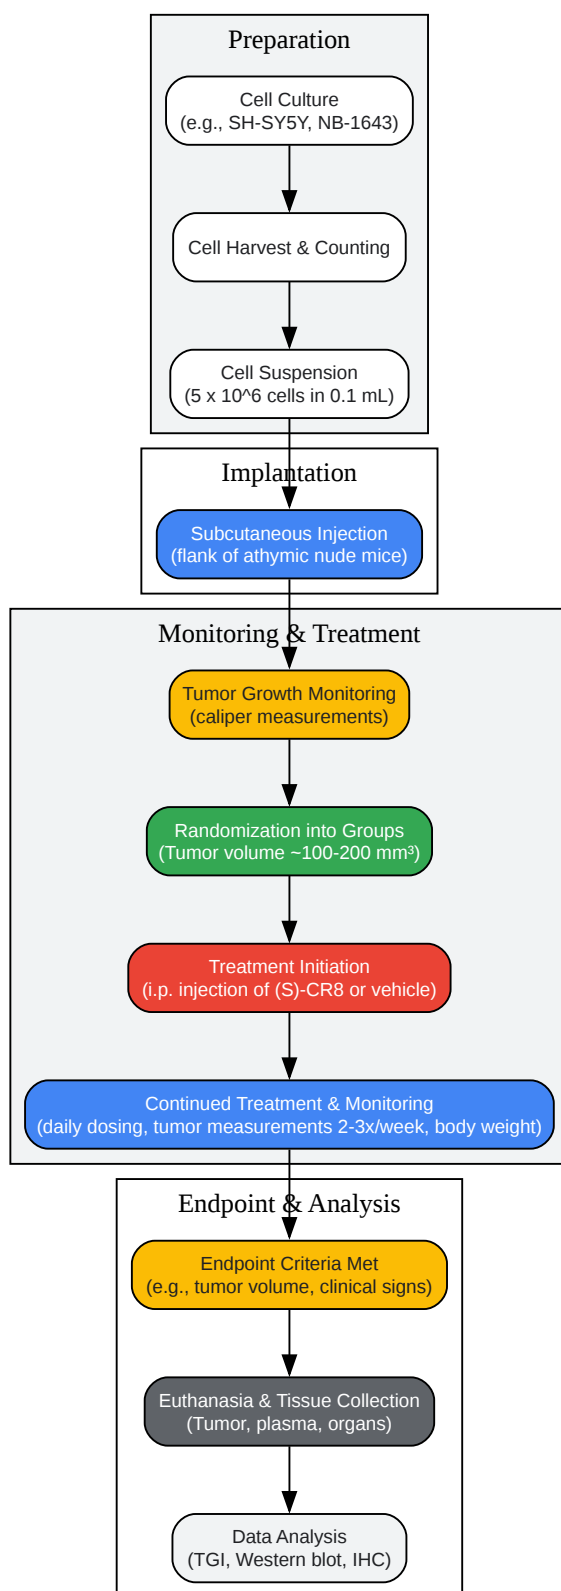 Preparation
Cell Culture
(e.g., SH-SY5Y, NB-1643)
Cell Harvest & Counting
Cell Suspension
(5 x 10^6 cells in 0.1 mL)
Implantation
Subcutaneous Injection
(flank of athymic nude mice)
Monitoring & Treatment
Tumor Growth Monitoring
(caliper measurements)
Randomization into Groups
(Tumor volume ~100-200 mm³)
Treatment Initiation
(i.p. injection of (S)-CR8 or vehicle)
Continued Treatment & Monitoring
(daily dosing, tumor measurements 2-3x/week, body weight)
Endpoint & Analysis
Endpoint Criteria Met
(e.g., tumor volume, clinical signs)
Euthanasia & Tissue Collection
(Tumor, plasma, organs)
Data Analysis
(TGI, Western blot, IHC)